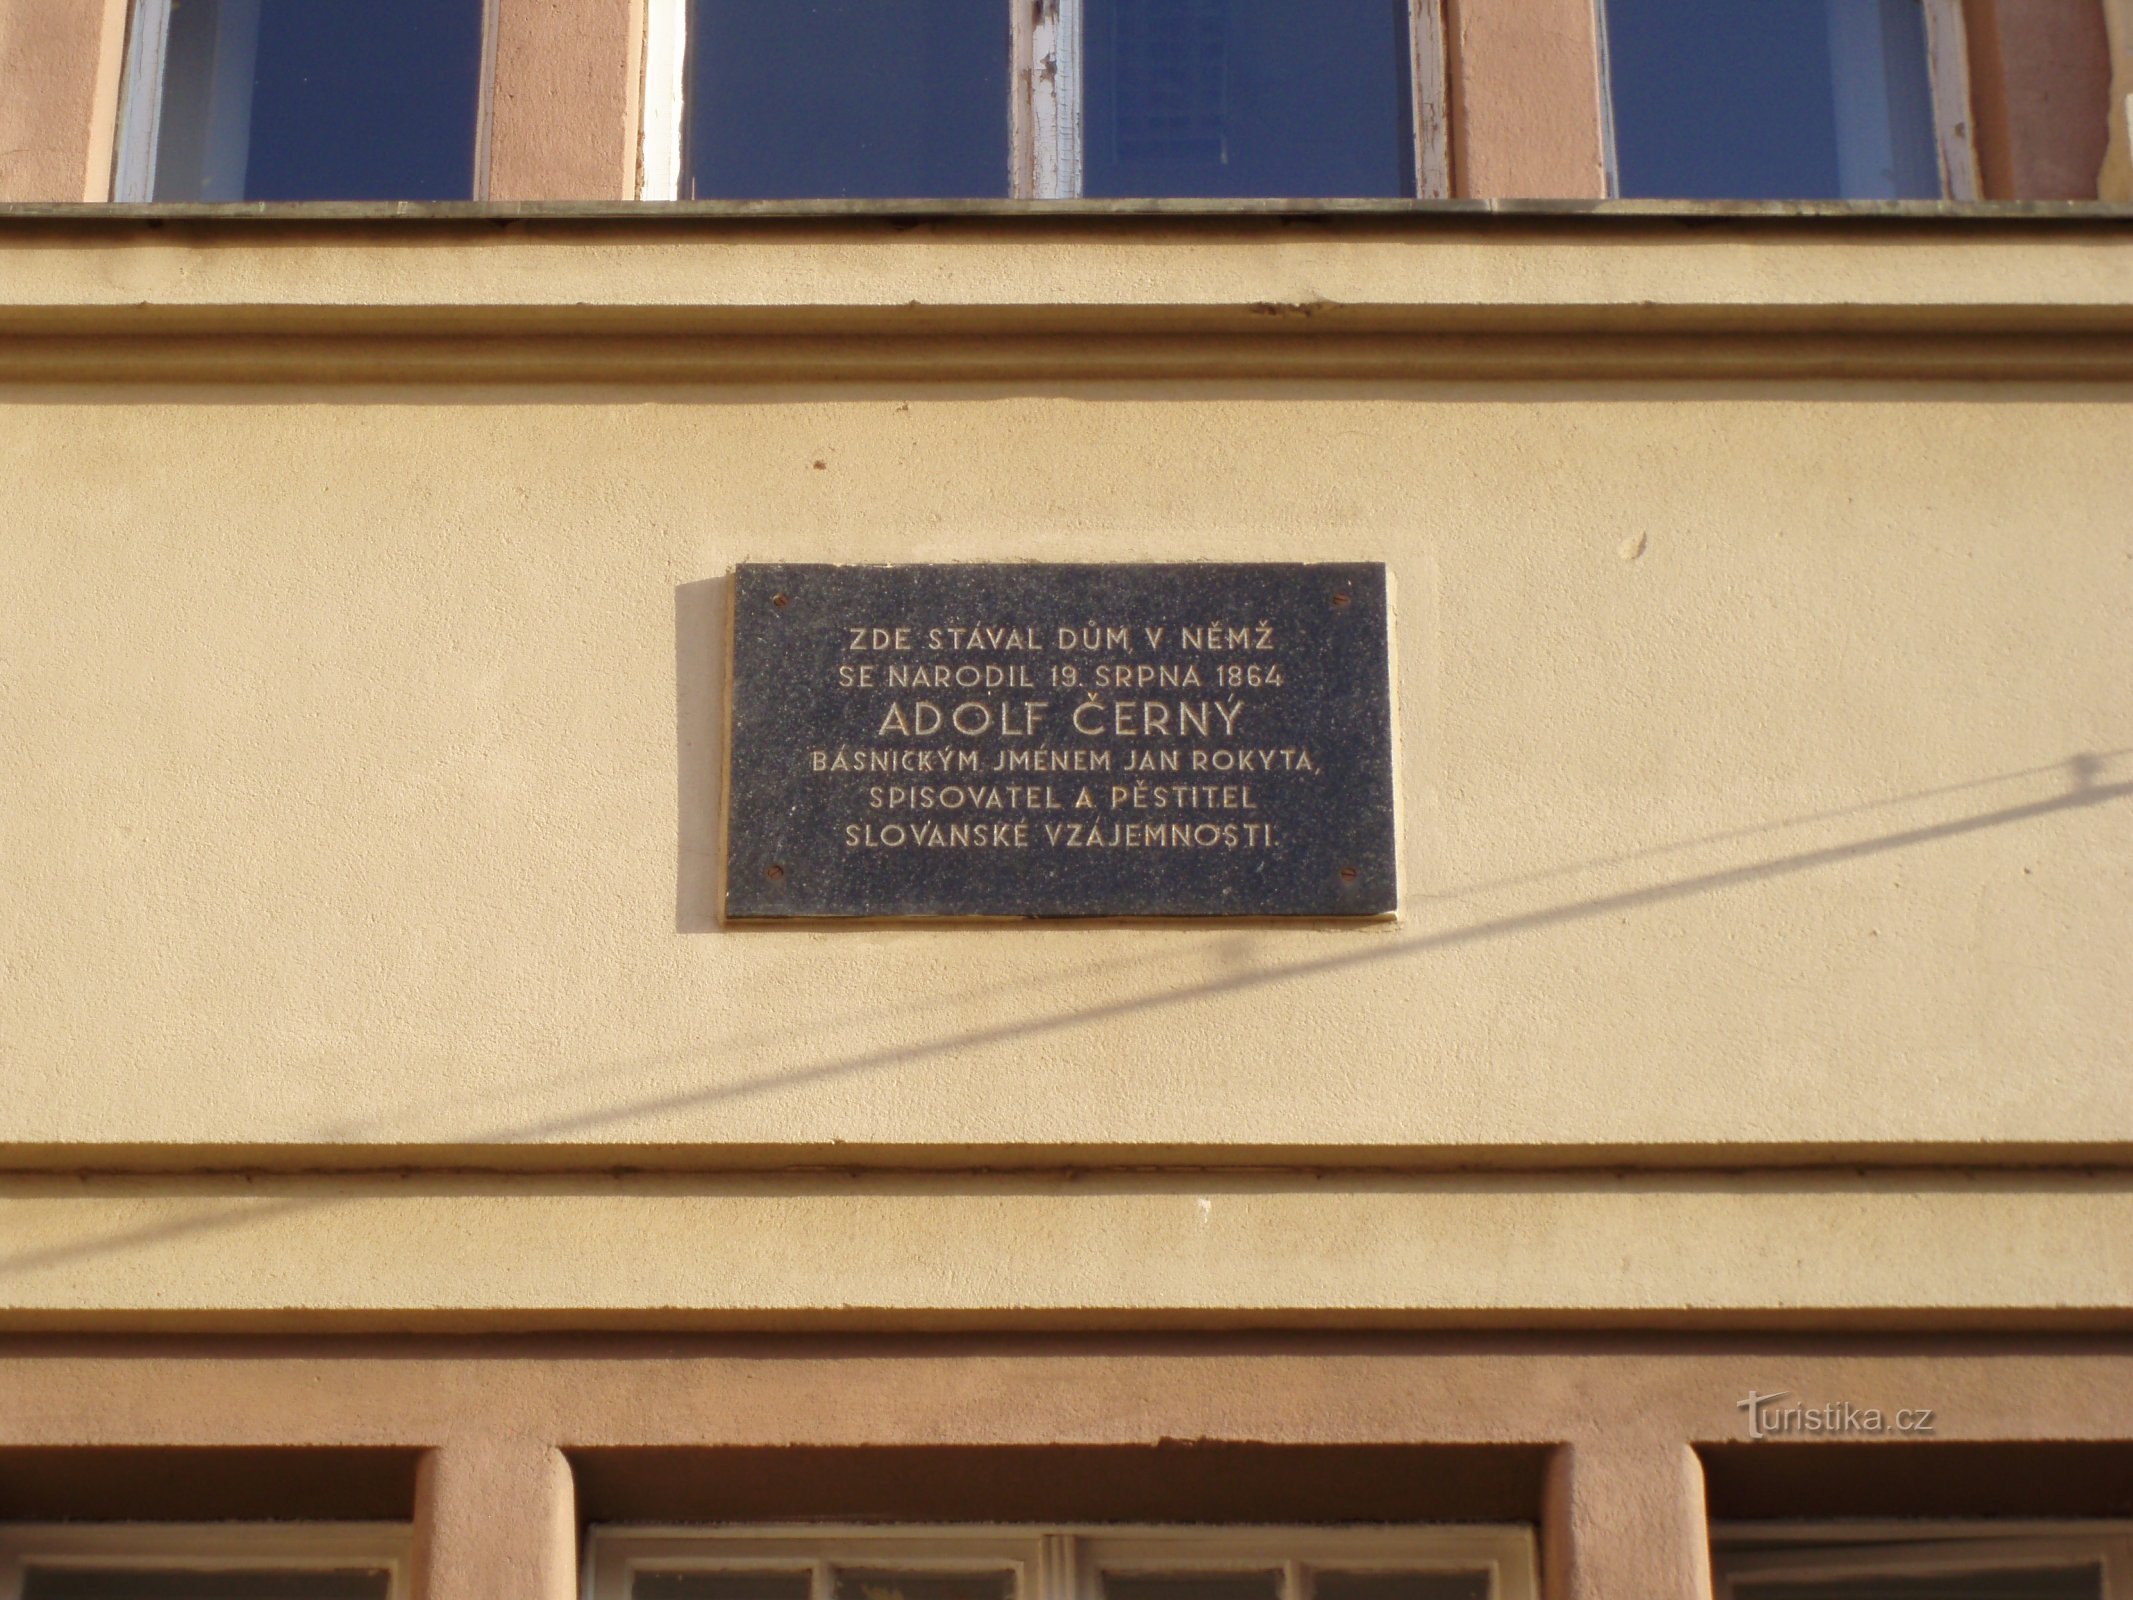 ZDE STÁVAL DŮM, V NĚMŽ
SE NARODIL 19. SRPNA 1864
ADOLF ČERNÝ
BÁSNICKÝM JMÉNEM JAN ROKYTA,
SPISOVATEL A PĚSTITEL
SLOVANSKÉ VZÁJEMNOSTI.
Turistika.cz